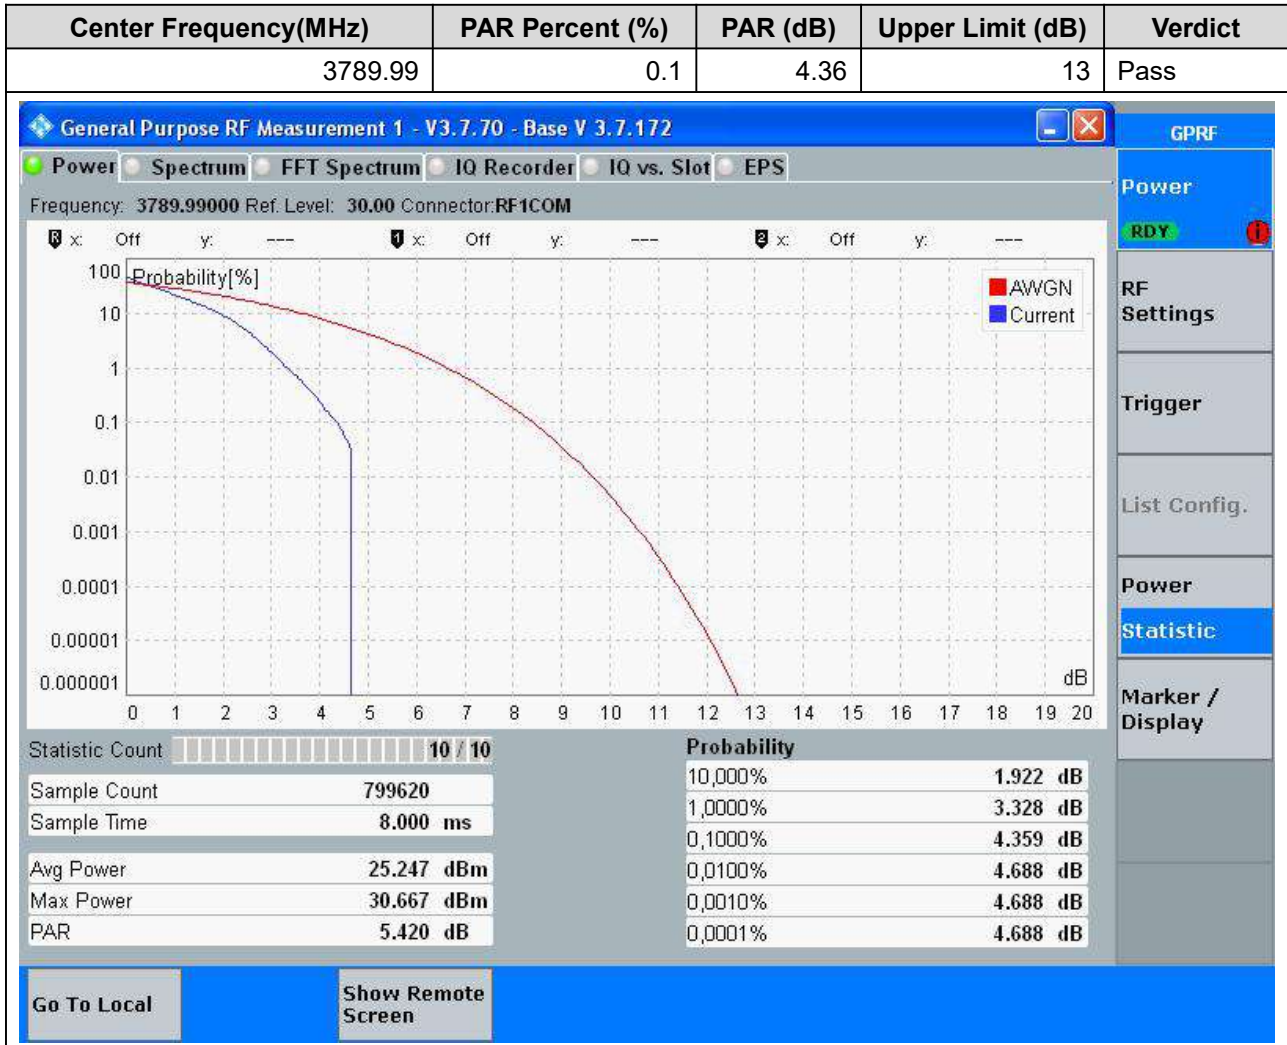 Center Frequency(MHz) PAR Percent (%) PAR (dB) Upper Limit (dB) Verdict
3789.99 0.1 4.36 13 Pass
General Purpose RF Measurement 1 - V3.7.70 - Base V 3.7.172
GPRF
Power Spectrum FFT Spectrum IQ Recorder IQ vs. Slot EPS
Frequency: 3789.99000 Ref. Level: 30.00 Connector:RF1COM
R x: Off y: --- 1 x: Off y: --- 2 x: Off y: ---
Probability[%]
AWGN
Current
100
10
1
0.1
0.01
0.001
0.0001
0.00001
0.000001
dB
0 1 2 3 4 5 6 7 8 9 10 11 12 13 14 15 16 17 18 19 20
Statistic Count 10 / 10
Sample Count 799620
Sample Time 8.000 ms
Avg Power 25.247 dBm
Max Power 30.667 dBm
PAR 5.420 dB
Probability
10,000% 1.922 dB
1,0000% 3.328 dB
0,1000% 4.359 dB
0,0100% 4.688 dB
0,0010% 4.688 dB
0,0001% 4.688 dB
Power
RDY i
RF
Settings
Trigger
List Config.
Power
Statistic
Marker /
Display
Go To Local
Show Remote
Screen